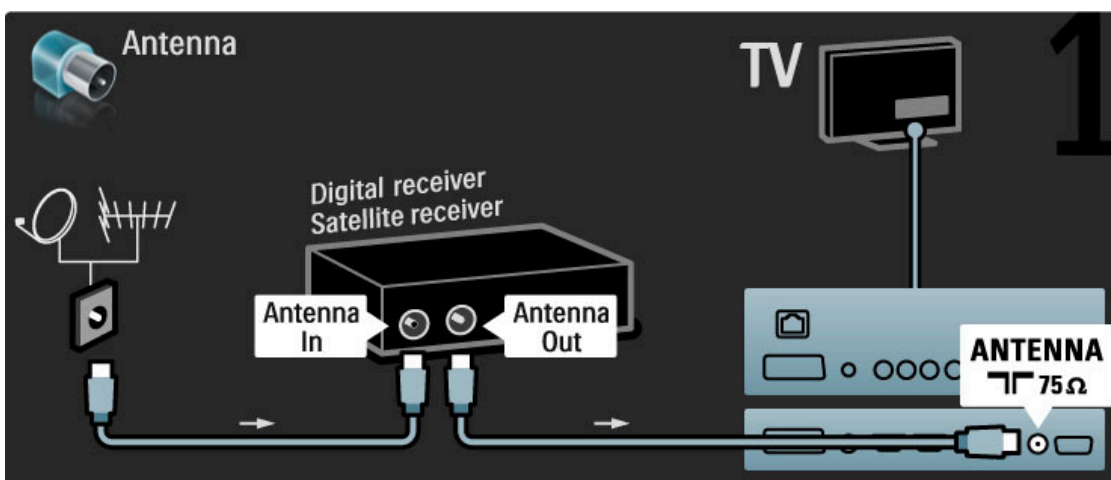 Antenna
TV
1
Digital receiver
Satellite receiver
Antenna
In
Antenna
Out
ANTENNA
75Ω